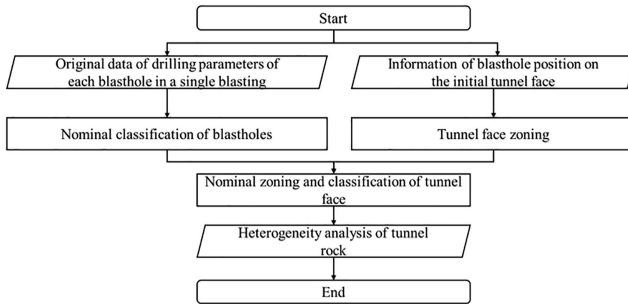 Start
Original data of drilling parameters of
each blasthole in a single blasting
Information of blasthole position on
the initial tunnel face
Nominal classification of blastholes
Tunnel face zoning
Nominal zoning and classification of tunnel
face
Heterogeneity analysis of tunnel
rock
End